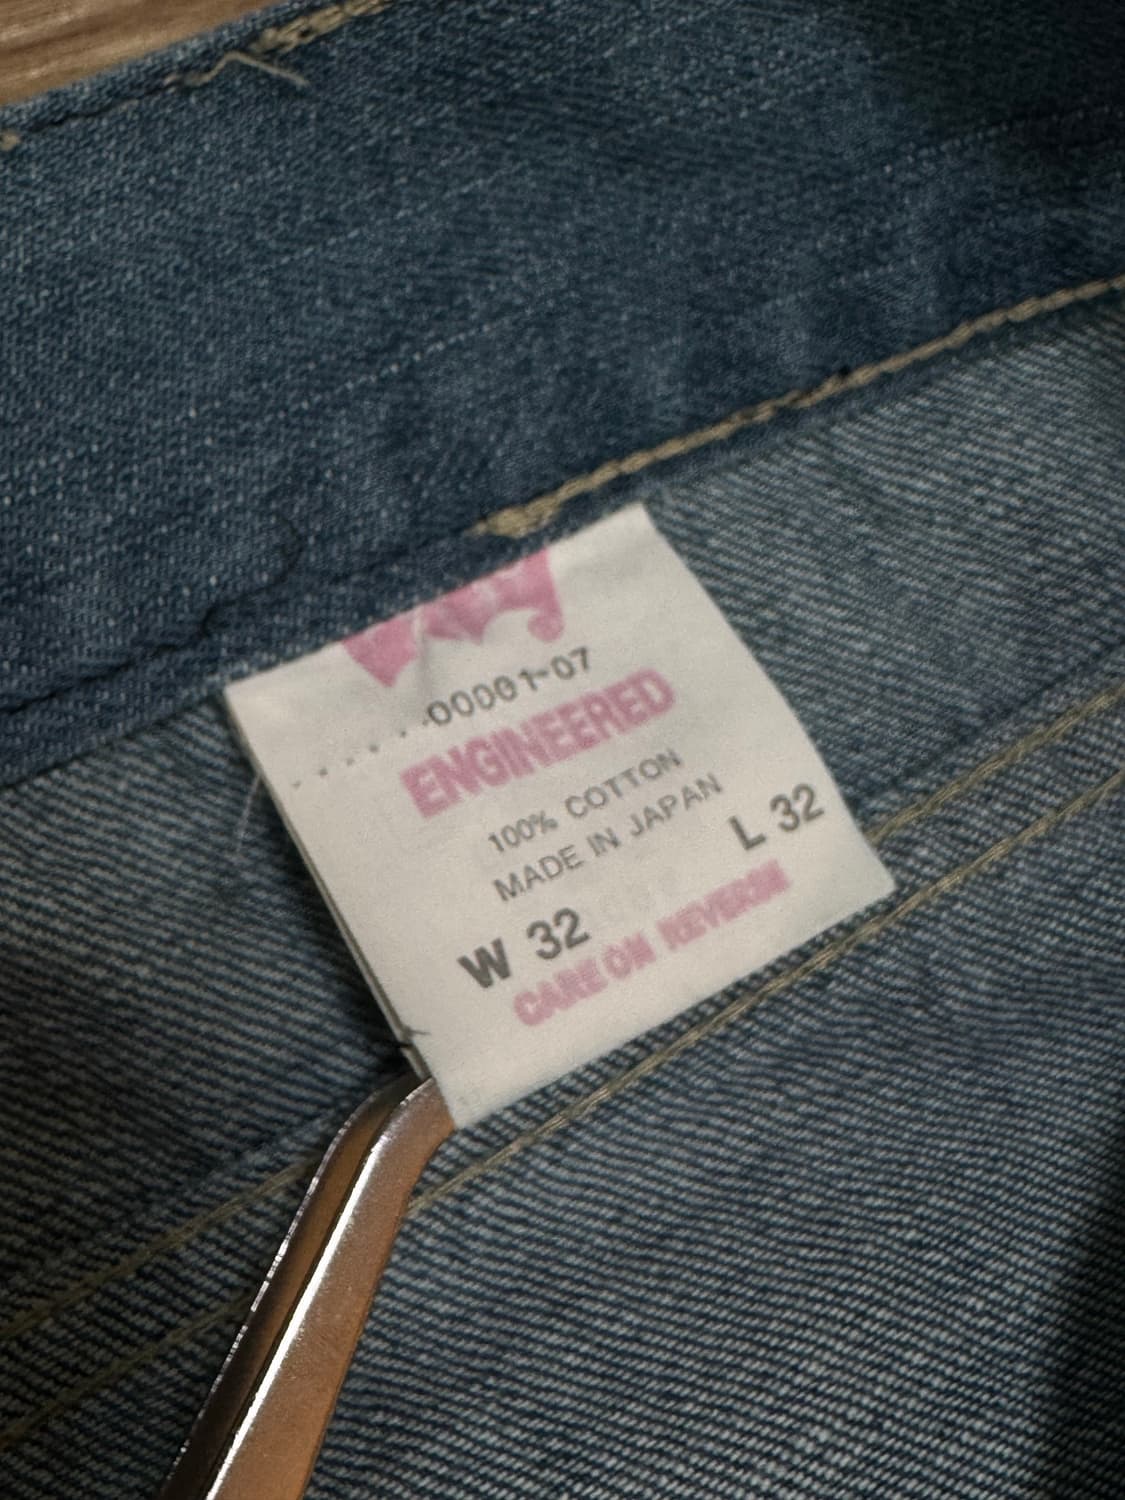 00001-07
ENGINEERED
100% COTTON
MADE IN JAPAN
W 32 L 32
CARE ON REVERSE